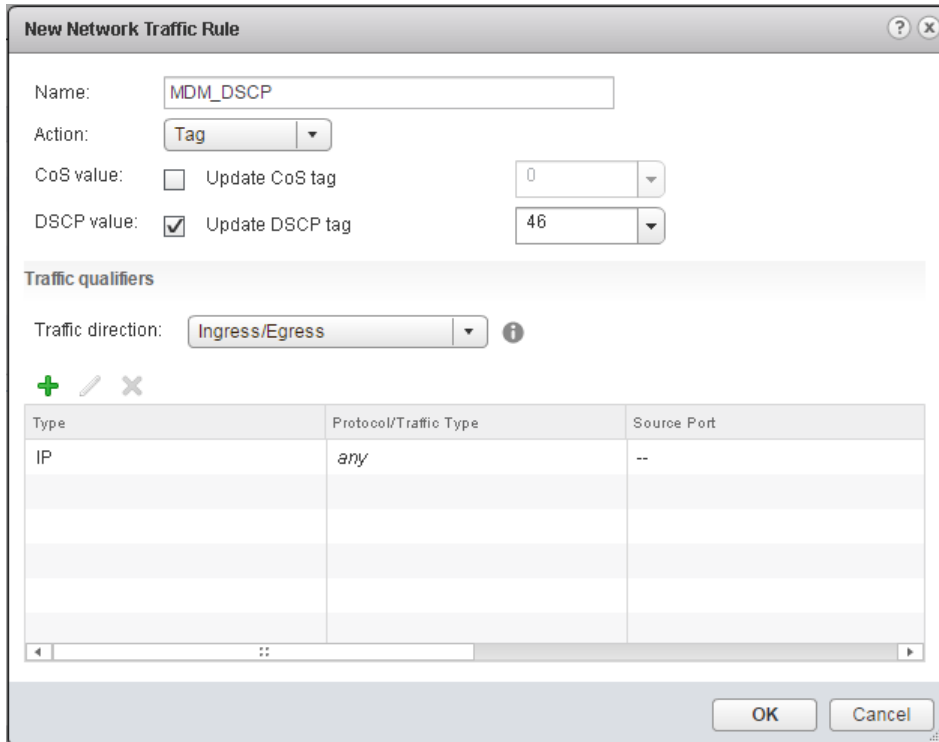 New Network Traffic Rule
Name: MDM_DSCP
Action: Tag
CoS value: Update CoS tag 0
DSCP value: Update DSCP tag 46
Traffic qualifiers
Traffic direction: Ingress/Egress
Type Protocol/Traffic Type Source Port
IP any --
OK Cancel